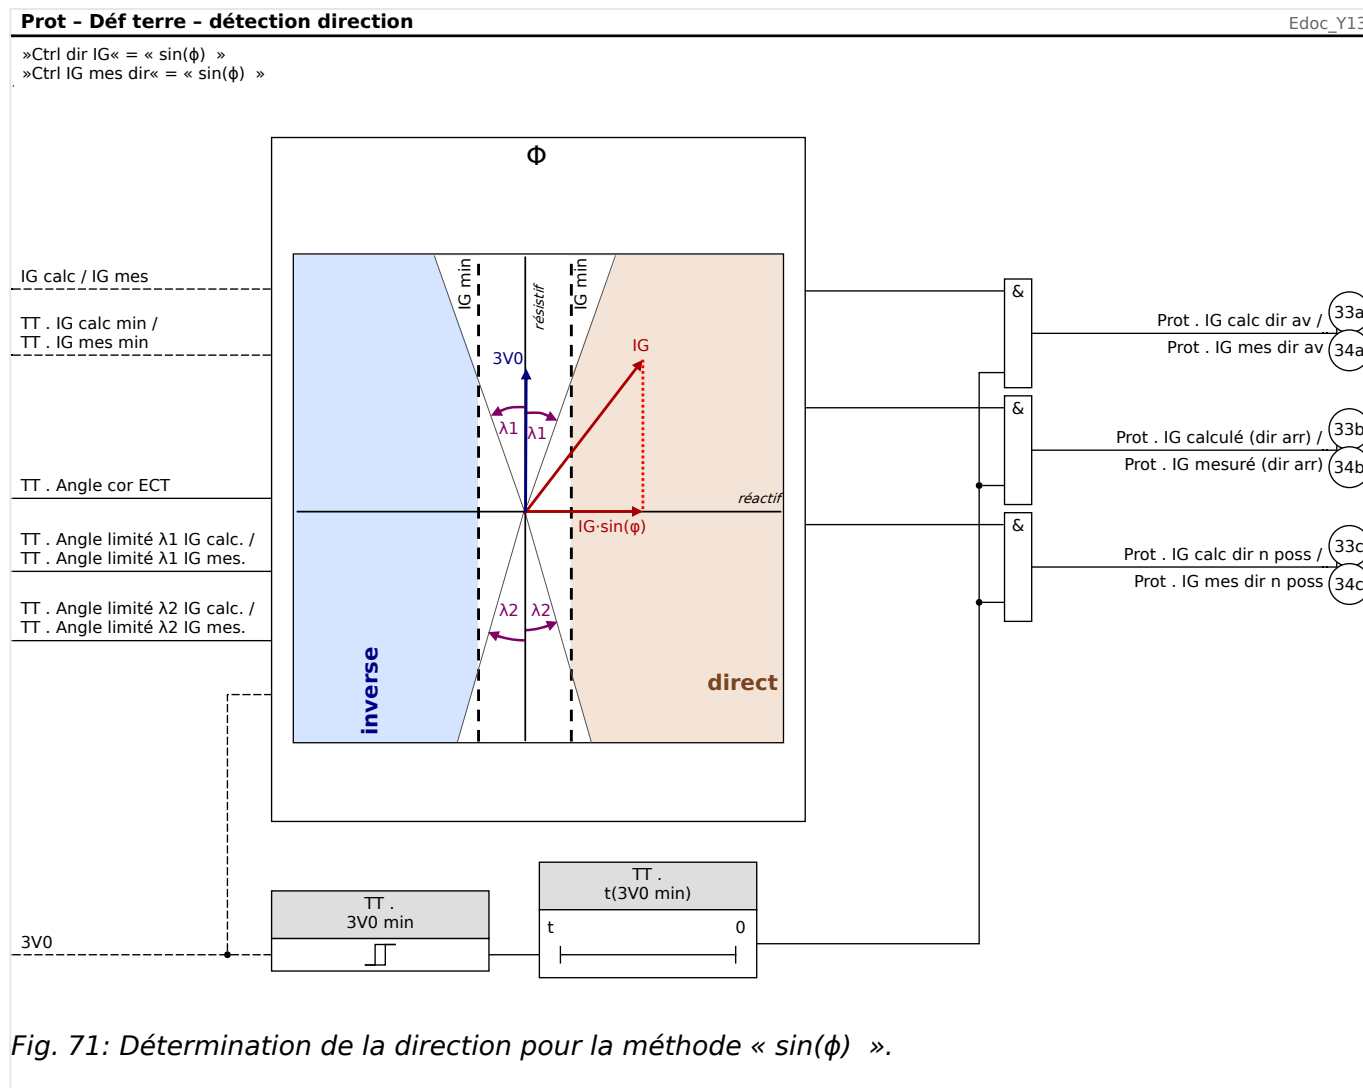 Prot – Déf terre – détection direction
Edoc_Y13
»Ctrl dir IG« = « sin(ϕ)  »
»Ctrl IG mes dir« = « sin(ϕ)  »
Φ
IG calc / IG mes
TT . IG calc min /
TT . IG mes min
TT . Angle cor ECT
TT . Angle limité λ1 IG calc. /
TT . Angle limité λ1 IG mes.
TT . Angle limité λ2 IG calc. /
TT . Angle limité λ2 IG mes.
3V0
IG min
résistif
IG min
3V0
IG
λ1
λ1
réactif
IG·sin(φ)
λ2
λ2
inverse
direct
&
Prot . IG calc dir av /
33a
Prot . IG mes dir av
34a
&
Prot . IG calculé (dir arr) /
33b
Prot . IG mesuré (dir arr)
34b
&
Prot . IG calc dir n poss /
33c
Prot . IG mes dir n poss
34c
TT .
3V0 min
TT .
t(3V0 min)
t
0
Fig. 71: Détermination de la direction pour la méthode « sin(ϕ)  ».